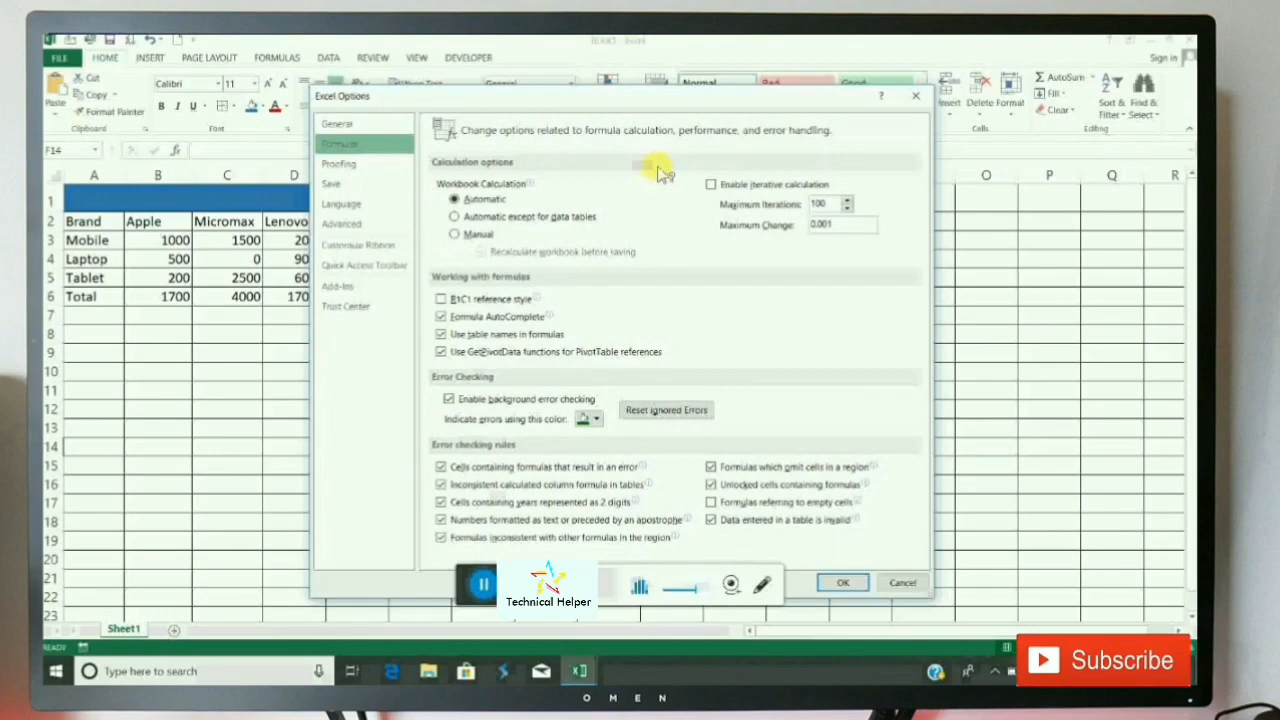 Excel
Sign in
FILE HOME INSERT PAGE LAYOUT FORMULAS DATA REVIEW VIEW DEVELOPER
Cut
Copy
Format Painter
Paste
Clipboard
Calibri 11
B I U
Font
General
Normal
Bad
Good
Insert Delete Format
Cells
AutoSum
Fill
Clear
Sort & Filter
Find & Select
Editing
F14
fx
A B C D O P Q R
1
2 Brand Apple Micromax Lenovo
3 Mobile 1000 1500 20
4 Laptop 500 0 90
5 Tablet 200 2500 60
6 Total 1700 4000 170
7
8
9
10
11
12
13
14
15
16
17
18
19
20
21
22
23
Excel Options
General
Formulas
Proofing
Save
Language
Advanced
Customize Ribbon
Quick Access Toolbar
Add-Ins
Trust Center
Change options related to formula calculation, performance, and error handling.
Calculation options
Workbook Calculation
Automatic
Automatic except for data tables
Manual
Recalculate workbook before saving
Enable iterative calculation
Maximum Iterations: 100
Maximum Change: 0.001
Working with formulas
R1C1 reference style
Formula AutoComplete
Use table names in formulas
Use GetPivotData functions for PivotTable references
Error Checking
Enable background error checking
Indicate errors using this color:
Reset Ignored Errors
Error checking rules
Cells containing formulas that result in an error
Inconsistent calculated column formula in tables
Cells containing years represented as 2 digits
Numbers formatted as text or preceded by an apostrophe
Formulas inconsistent with other formulas in the region
Formulas which omit cells in a region
Unlocked cells containing formulas
Formulas referring to empty cells
Data entered in a table is invalid
OK Cancel
Technical Helper
Sheet1
READY
Type here to search
Subscribe
OMEN